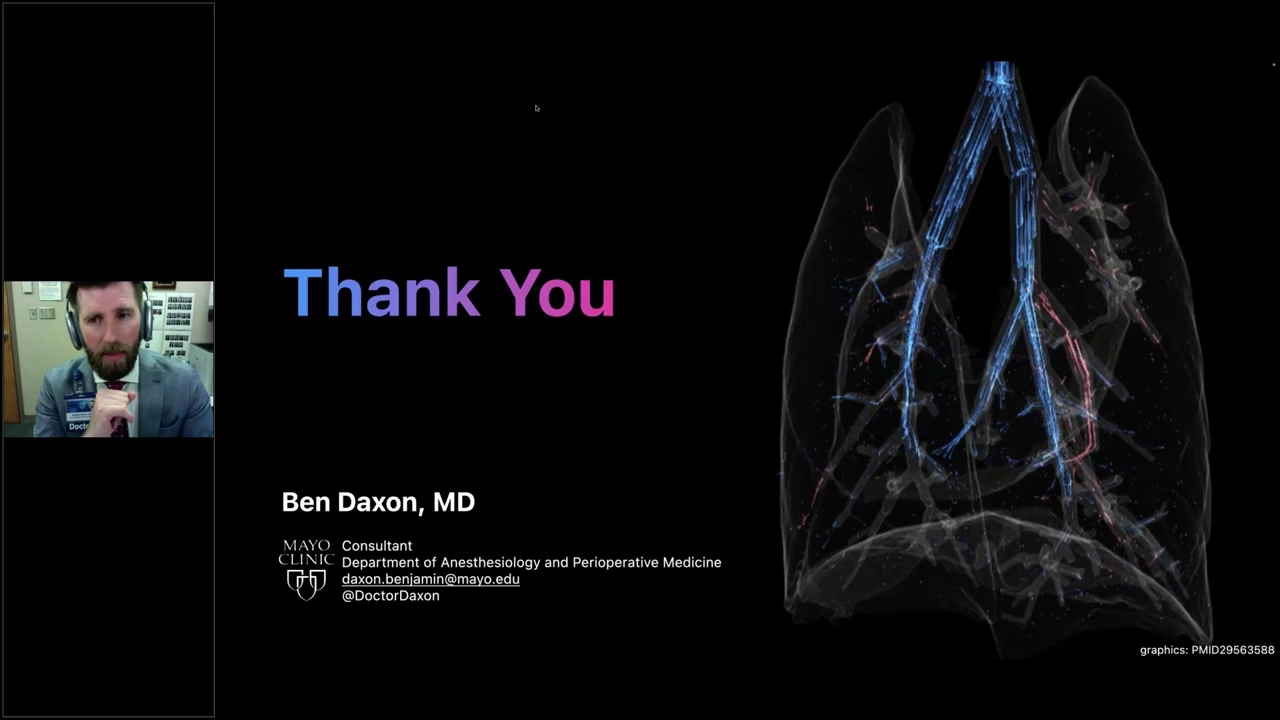 Thank You
Ben Daxon, MD
MAYO
CLINIC
Consultant
Department of Anesthesiology and Perioperative Medicine
daxon.benjamin@mayo.edu
@DoctorDaxon
graphics: PMID29563588